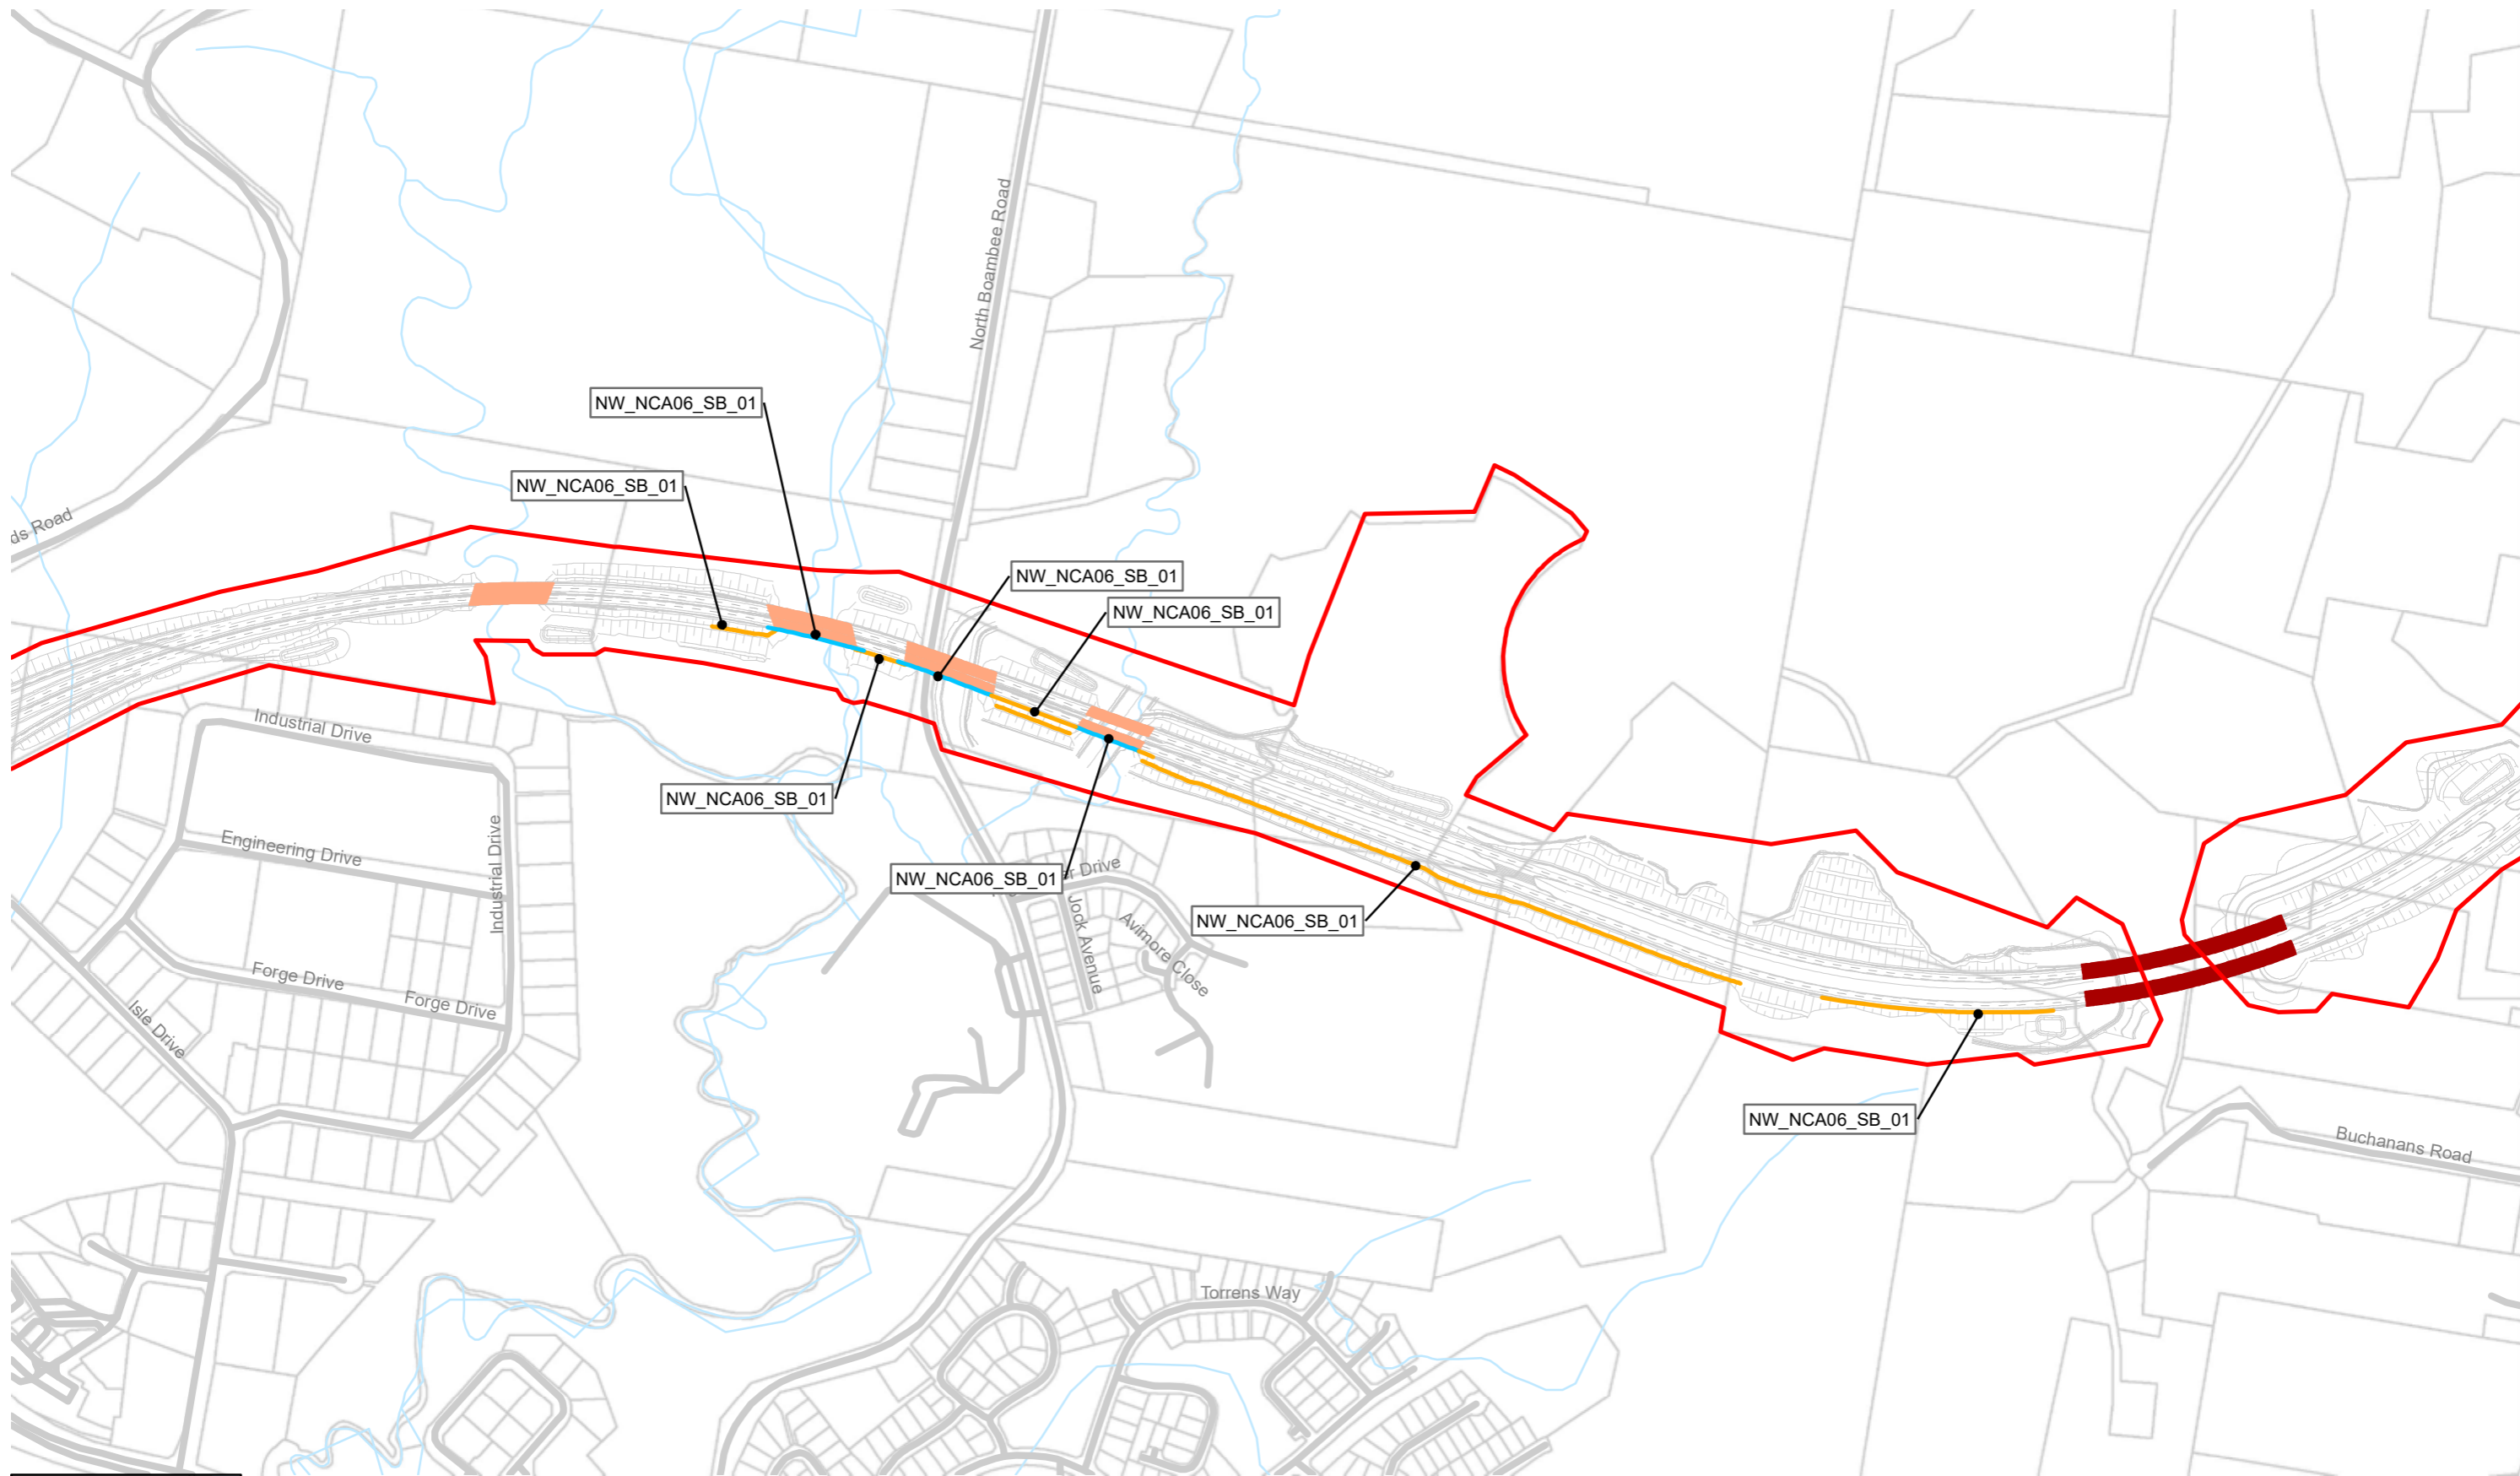 North Boambee Road
NW_NCA06_SB_01
NW_NCA06_SB_01
ds Road
NW_NCA06_SB_01
NW_NCA06_SB_01
Industrial Drive
NW_NCA06_SB_01
Engineering Drive
Industrial Drive
NW_NCA06_SB_01
r Drive
Jock Avenue
Avimore Close
NW_NCA06_SB_01
Forge Drive
Forge Drive
Isle Drive
NW_NCA06_SB_01
Buchanans Road
Torrens Way